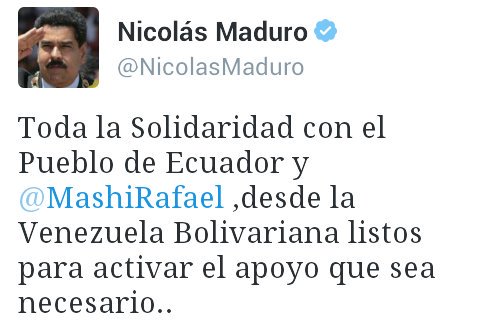 Nicolás Maduro
@NicolasMaduro
Toda la Solidaridad con el
Pueblo de Ecuador y
@MashiRafael ,desde la
Venezuela Bolivariana listos
para activar el apoyo que sea
necesario..